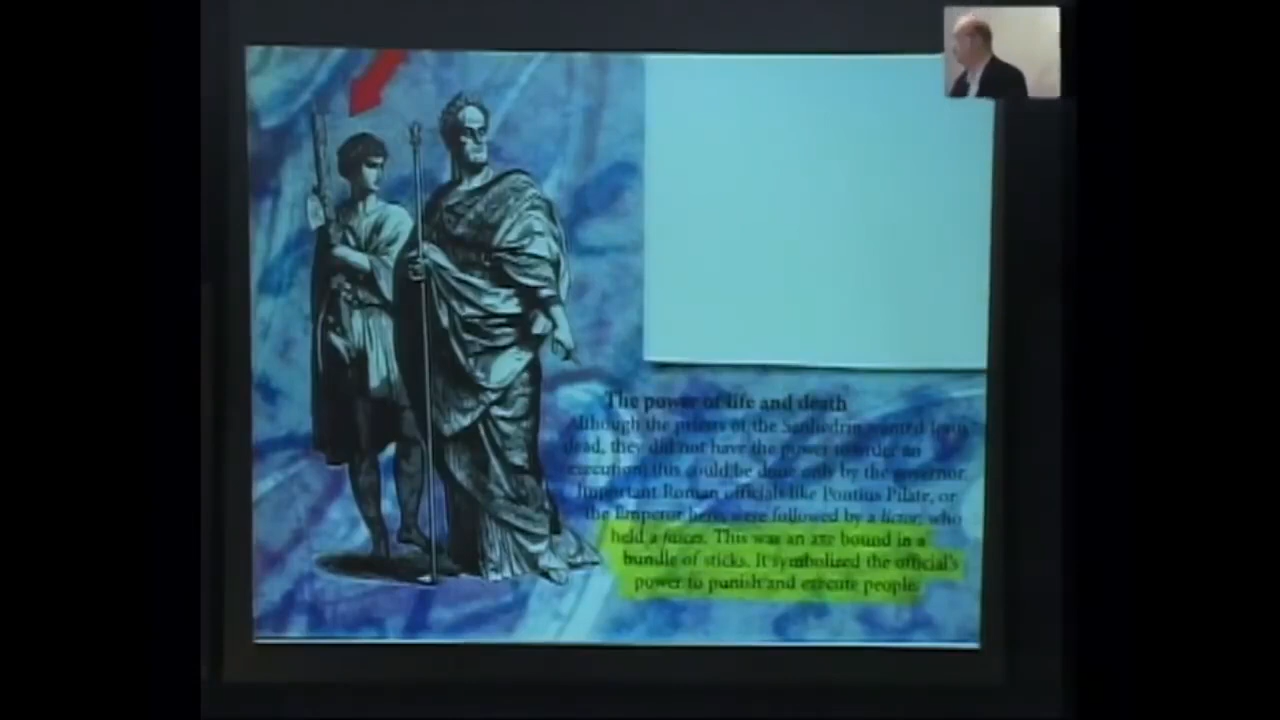 The power of life and death
Although the priests of the Sanhedrin wanted Jesus
dead, they did not have the power to order an
execution; this could be done only by the governor.
Important Roman officials like Pontius Pilate, or
the Emperor here, were followed by a lictor, who
held a fasces. This was an axe bound in a
bundle of sticks. It symbolized the official's
power to punish and execute people.